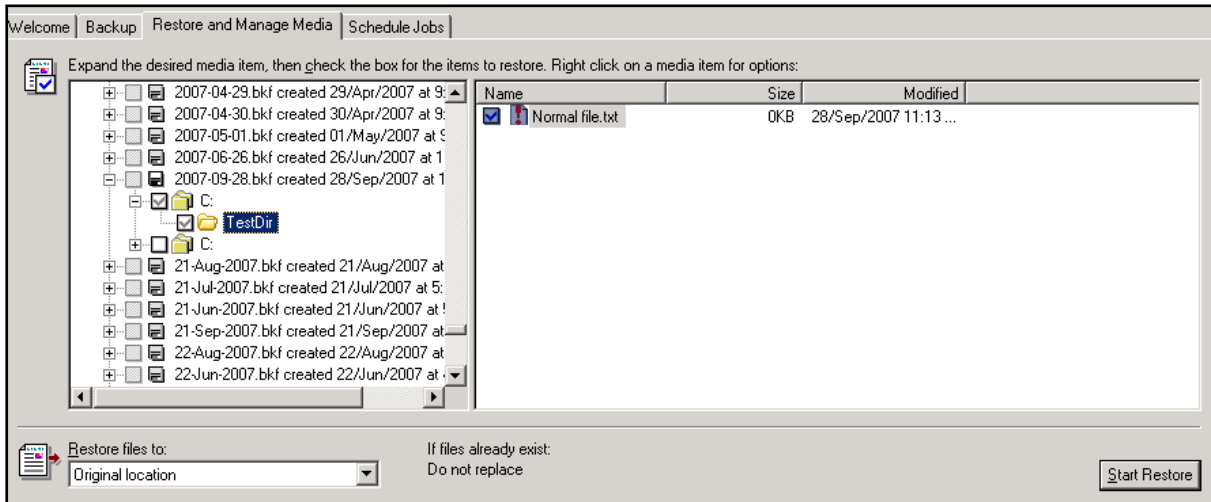 Welcome Backup Restore and Manage Media Schedule Jobs
Expand the desired media item, then check the box for the items to restore. Right click on a media item for options:
2007-04-29.bkf created 29/Apr/2007 at 9:
2007-04-30.bkf created 30/Apr/2007 at 9:
2007-05-01.bkf created 01/May/2007 at 9
2007-06-26.bkf created 26/Jun/2007 at 1
2007-09-28.bkf created 28/Sep/2007 at 1
C:
TestDir
C:
21-Aug-2007.bkf created 21/Aug/2007 at
21-Jul-2007.bkf created 21/Jul/2007 at 5:
21-Jun-2007.bkf created 21/Jun/2007 at
21-Sep-2007.bkf created 21/Sep/2007 at
22-Aug-2007.bkf created 22/Aug/2007 at
22-Jun-2007.bkf created 22/Jun/2007 at
Name Size Modified
Normal file.txt 0KB 28/Sep/2007 11:13 ...
Restore files to:
Original location
If files already exist:
Do not replace
Start Restore